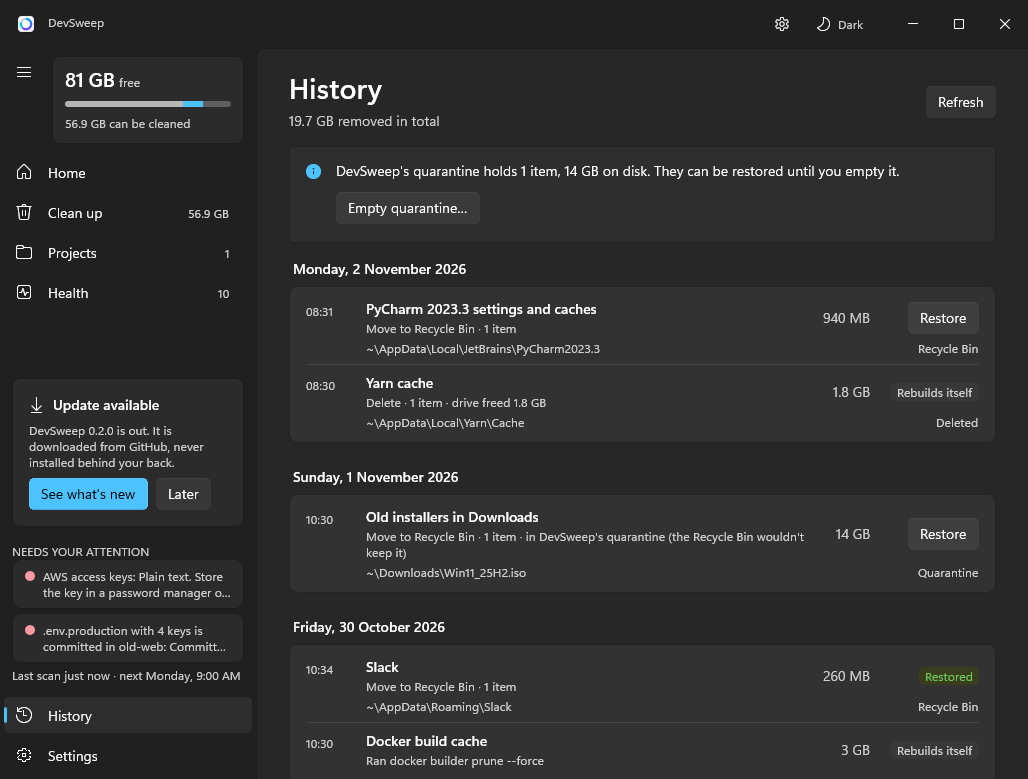 DevSweep
Dark
81 GB free
56.9 GB can be cleaned
Home
Clean up 56.9 GB
Projects 1
Health 10
Update available
DevSweep 0.2.0 is out. It is
downloaded from GitHub, never
installed behind your back.
See what's new
Later
NEEDS YOUR ATTENTION
AWS access keys: Plain text. Store
the key in a password manager o...
.env.production with 4 keys is
committed in old-web: Committ...
Last scan just now · next Monday, 9:00 AM
History
Settings
History
19.7 GB removed in total
Refresh
DevSweep's quarantine holds 1 item, 14 GB on disk. They can be restored until you empty it.
Empty quarantine...
Monday, 2 November 2026
08:31
PyCharm 2023.3 settings and caches
Move to Recycle Bin · 1 item
~\AppData\Local\JetBrains\PyCharm2023.3
940 MB
Restore
Recycle Bin
08:30
Yarn cache
Delete · 1 item · drive freed 1.8 GB
~\AppData\Local\Yarn\Cache
1.8 GB
Rebuilds itself
Deleted
Sunday, 1 November 2026
10:30
Old installers in Downloads
Move to Recycle Bin · 1 item · in DevSweep's quarantine (the Recycle Bin wouldn't
keep it)
~\Downloads\Win11_25H2.iso
14 GB
Restore
Quarantine
Friday, 30 October 2026
10:34
Slack
Move to Recycle Bin · 1 item
~\AppData\Roaming\Slack
260 MB
Restored
Recycle Bin
10:30
Docker build cache
Ran docker builder prune --force
3 GB
Rebuilds itself